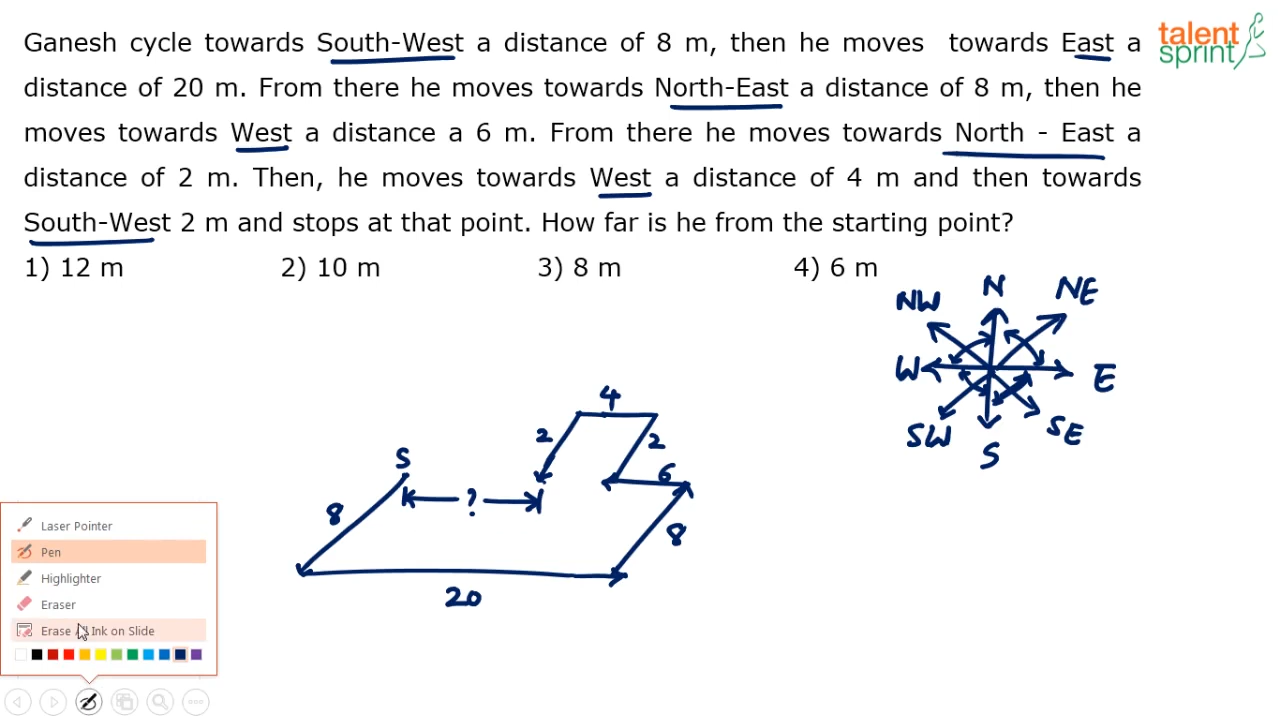 talent
sprint
Ganesh cycle towards South-West a distance of 8 m, then he moves towards East a
distance of 20 m. From there he moves towards North-East a distance of 8 m, then he
moves towards West a distance a 6 m. From there he moves towards North - East a
distance of 2 m. Then, he moves towards West a distance of 4 m and then towards
South-West 2 m and stops at that point. How far is he from the starting point?
1) 12 m 2) 10 m 3) 8 m 4) 6 m
NW N NE
W E
SW S SE
4
2 2
S 6
8 ? 8
20
Laser Pointer
Pen
Highlighter
Eraser
Erase All Ink on Slide